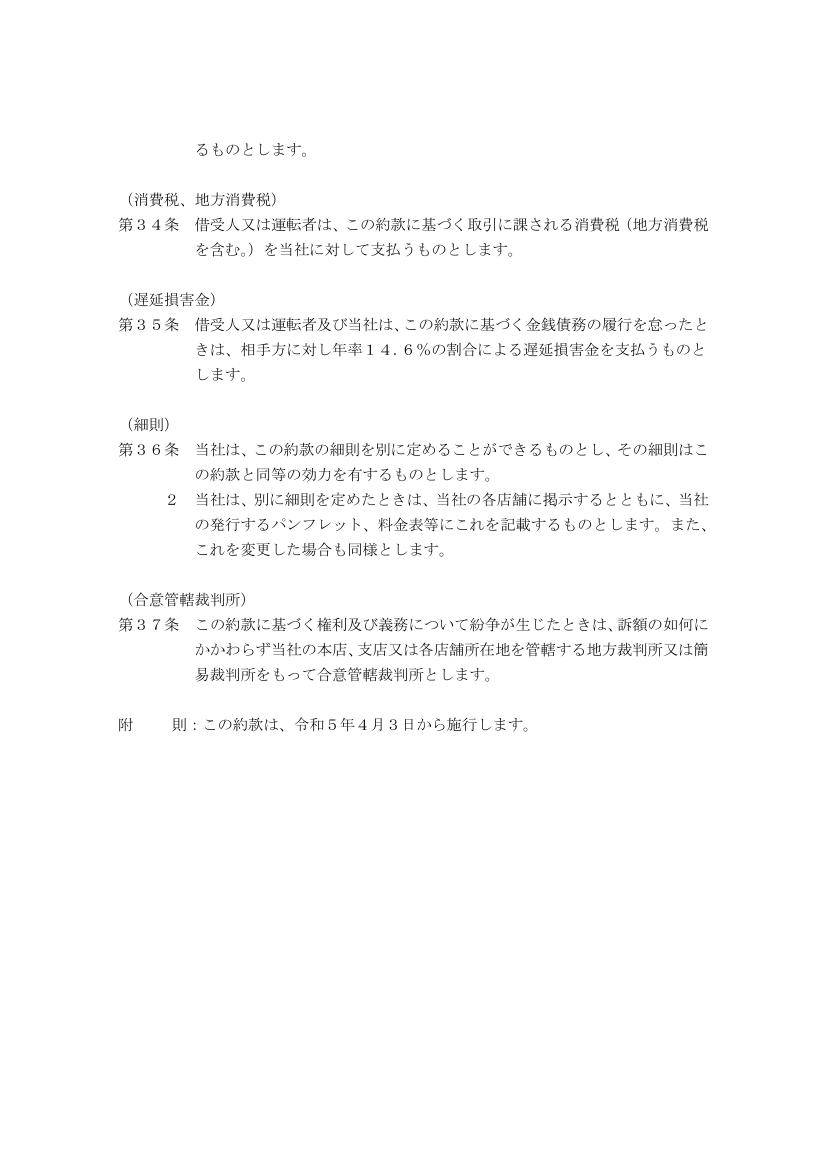 るものとします。
（消費税、地方消費税）
第３４条　借受人又は運転者は、この約款に基づく取引に課される消費税（地方消費税
を含む。）を当社に対して支払うものとします。
（遅延損害金）
第３５条　借受人又は運転者及び当社は、この約款に基づく金銭債務の履行を怠ったと
きは、相手方に対し年率１４.６％の割合による遅延損害金を支払うものと
します。
（細則）
第３６条　当社は、この約款の細則を別に定めることができるものとし、その細則はこ
の約款と同等の効力を有するものとします。
２　当社は、別に細則を定めたときは、当社の各店舗に掲示するとともに、当社
の発行するパンフレット、料金表等にこれを記載するものとします。また、
これを変更した場合も同様とします。
（合意管轄裁判所）
第３７条　この約款に基づく権利及び義務について紛争が生じたときは、訴額の如何に
かかわらず当社の本店、支店又は各店舗所在地を管轄する地方裁判所又は簡
易裁判所をもって合意管轄裁判所とします。
附　　則：この約款は、令和５年４月３日から施行します。